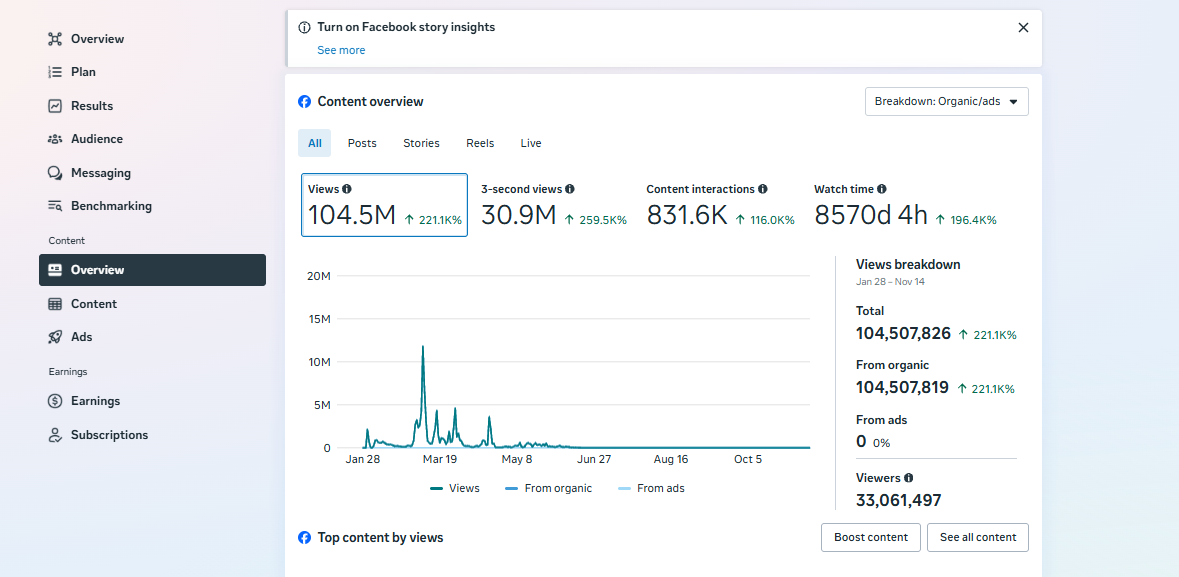 Overview
Plan
Results
Audience
Messaging
Benchmarking
Content
Overview
Content
Ads
Earnings
Earnings
Subscriptions
Turn on Facebook story insights
See more
Content overview
Breakdown: Organic/ads
All Posts Stories Reels Live
Views 3-second views Content interactions Watch time
104.5M 221.1K% 30.9M 259.5K% 831.6K 116.0K% 8570d 4h 196.4K%
20M
15M
10M
5M
0
Jan 28 Mar 19 May 8 Jun 27 Aug 16 Oct 5
Views From organic From ads
Views breakdown
Jan 28 – Nov 14
Total
104,507,826 221.1K%
From organic
104,507,819 221.1K%
From ads
0 0%
Viewers
33,061,497
Top content by views
Boost content See all content